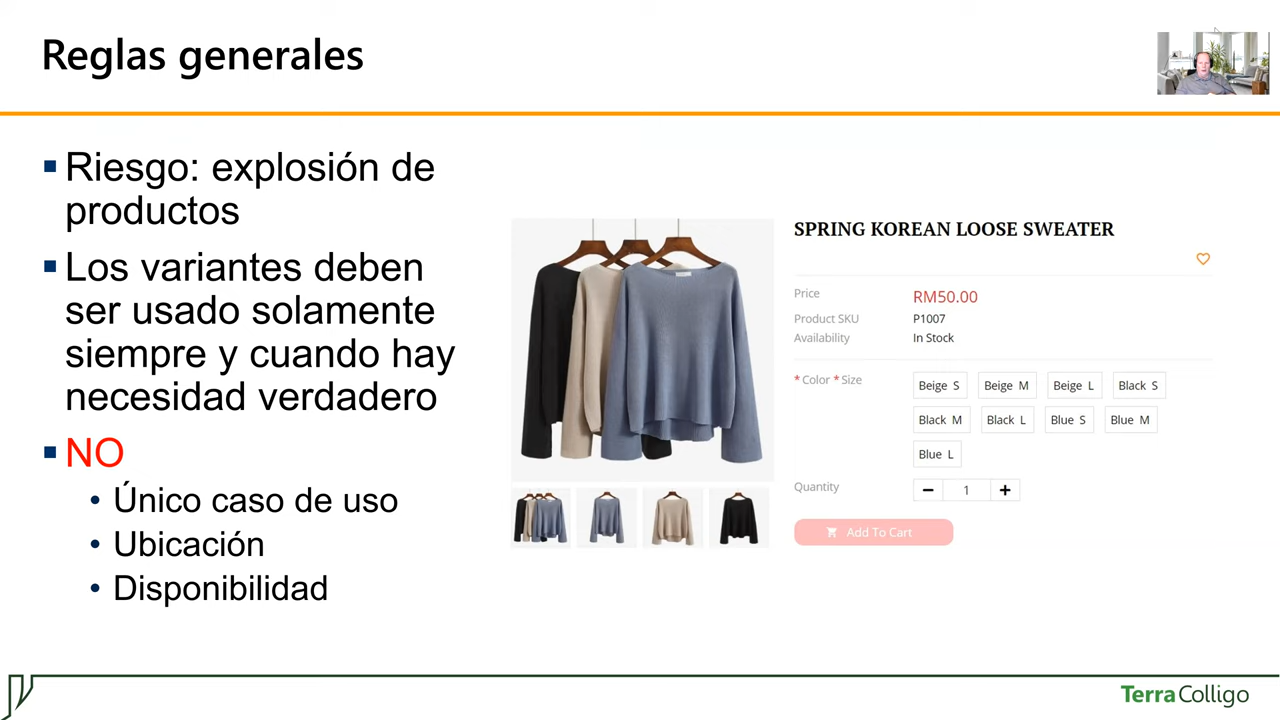 Reglas generales
Riesgo: explosión de
productos
Los variantes deben
ser usado solamente
siempre y cuando hay
necesidad verdadero
NO
Único caso de uso
Ubicación
Disponibilidad
SPRING KOREAN LOOSE SWEATER
Price RM50.00
Product SKU P1007
Availability In Stock
*Color *Size Beige S Beige M Beige L Black S
Black M Black L Blue S Blue M
Blue L
Quantity − 1 +
Add To Cart
TerraColligo